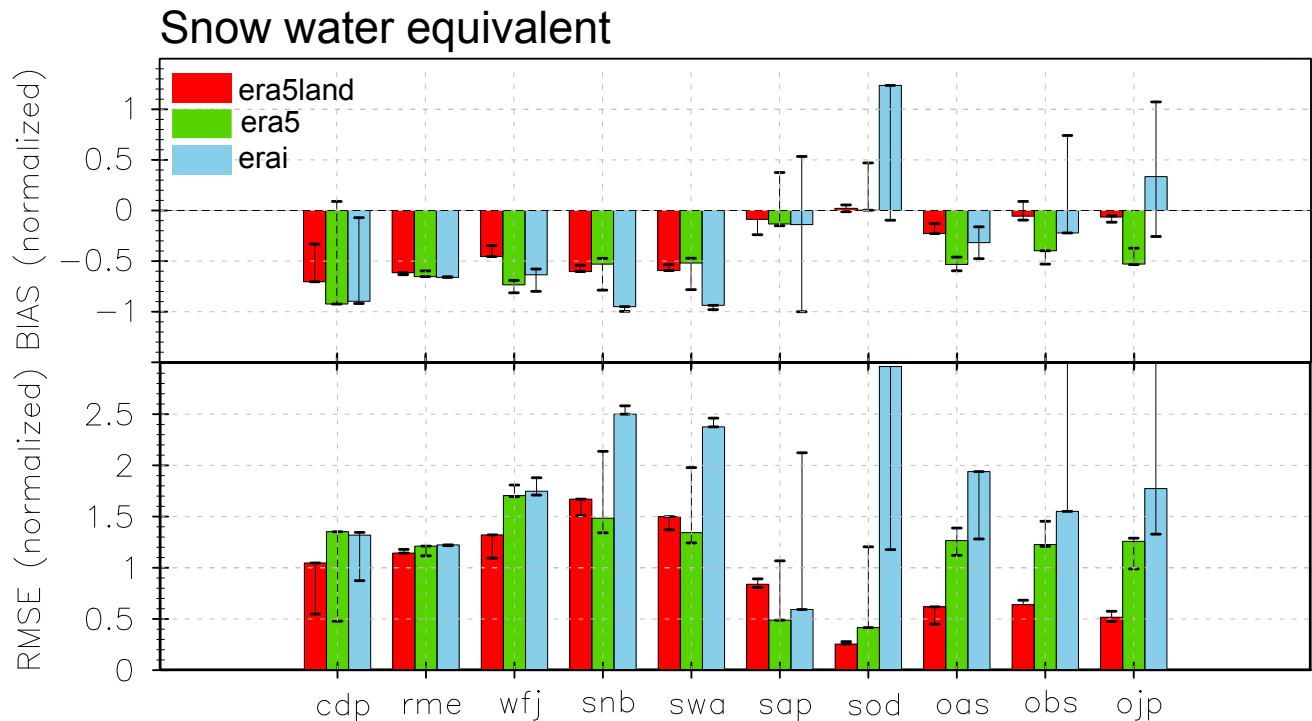 Snow water equivalent
era5land
era5
erai
BIAS (normalized)
1
0.5
0
−0.5
−1
RMSE (normalized)
2.5
2
1.5
1
0.5
0
cdp rme wfj snb swa sap sod oas obs ojp